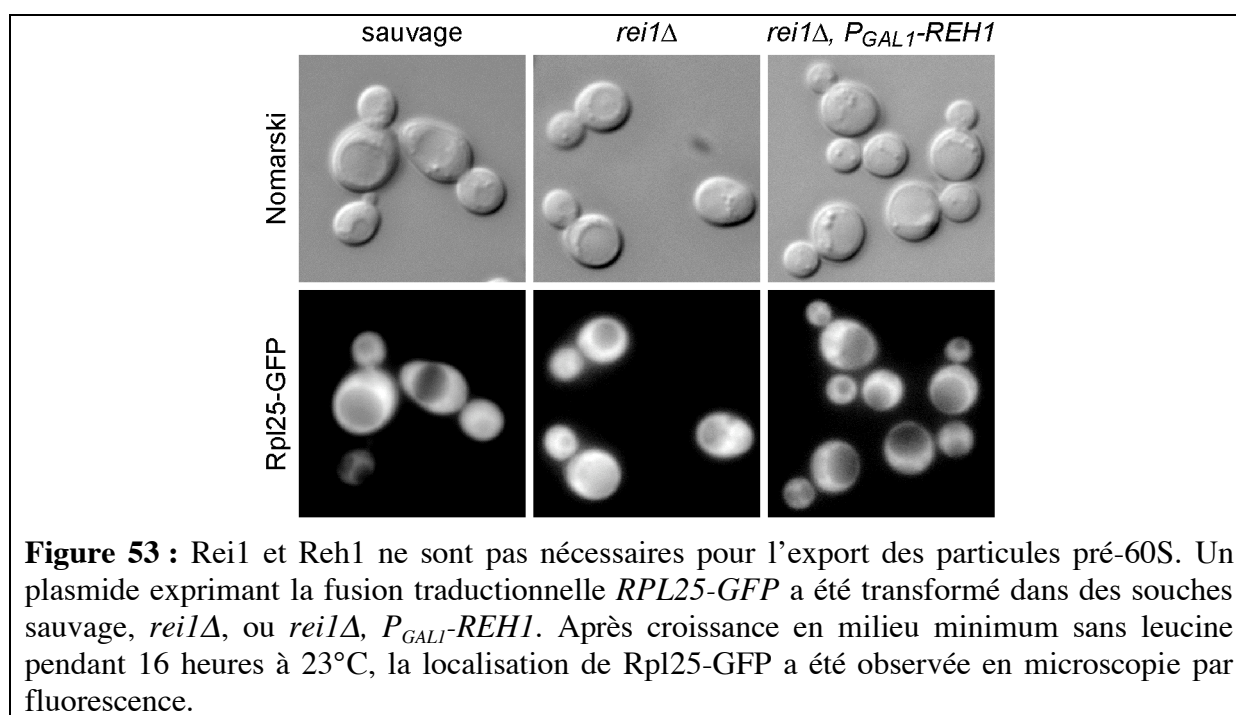 sauvage rei1Δ rei1Δ, PGAL1-REH1
Nomarski
Rpl25-GFP
Figure 53 : Rei1 et Reh1 ne sont pas nécessaires pour l’export des particules pré-60S. Un
plasmide exprimant la fusion traductionnelle RPL25-GFP a été transformé dans des souches
sauvage, rei1Δ, ou rei1Δ, PGAL1-REH1. Après croissance en milieu minimum sans leucine
pendant 16 heures à 23°C, la localisation de Rpl25-GFP a été observée en microscopie par
fluorescence.